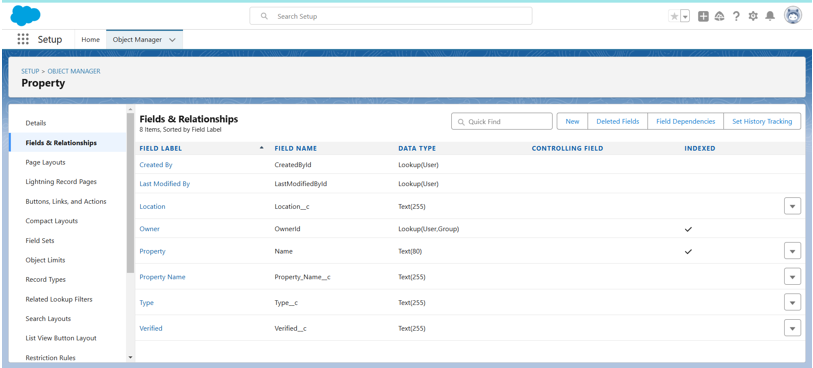 Search Setup
Setup Home Object Manager
SETUP > OBJECT MANAGER
Property
Details
Fields & Relationships
Page Layouts
Lightning Record Pages
Buttons, Links, and Actions
Compact Layouts
Field Sets
Object Limits
Record Types
Related Lookup Filters
Search Layouts
List View Button Layout
Restriction Rules
Fields & Relationships
8 Items, Sorted by Field Label
Quick Find New Deleted Fields Field Dependencies Set History Tracking
FIELD LABEL FIELD NAME DATA TYPE CONTROLLING FIELD INDEXED
Created By CreatedById Lookup(User)
Last Modified By LastModifiedById Lookup(User)
Location Location__c Text(255)
Owner OwnerId Lookup(User,Group)
Property Name Text(80)
Property Name Property_Name__c Text(255)
Type Type__c Text(255)
Verified Verified__c Text(255)